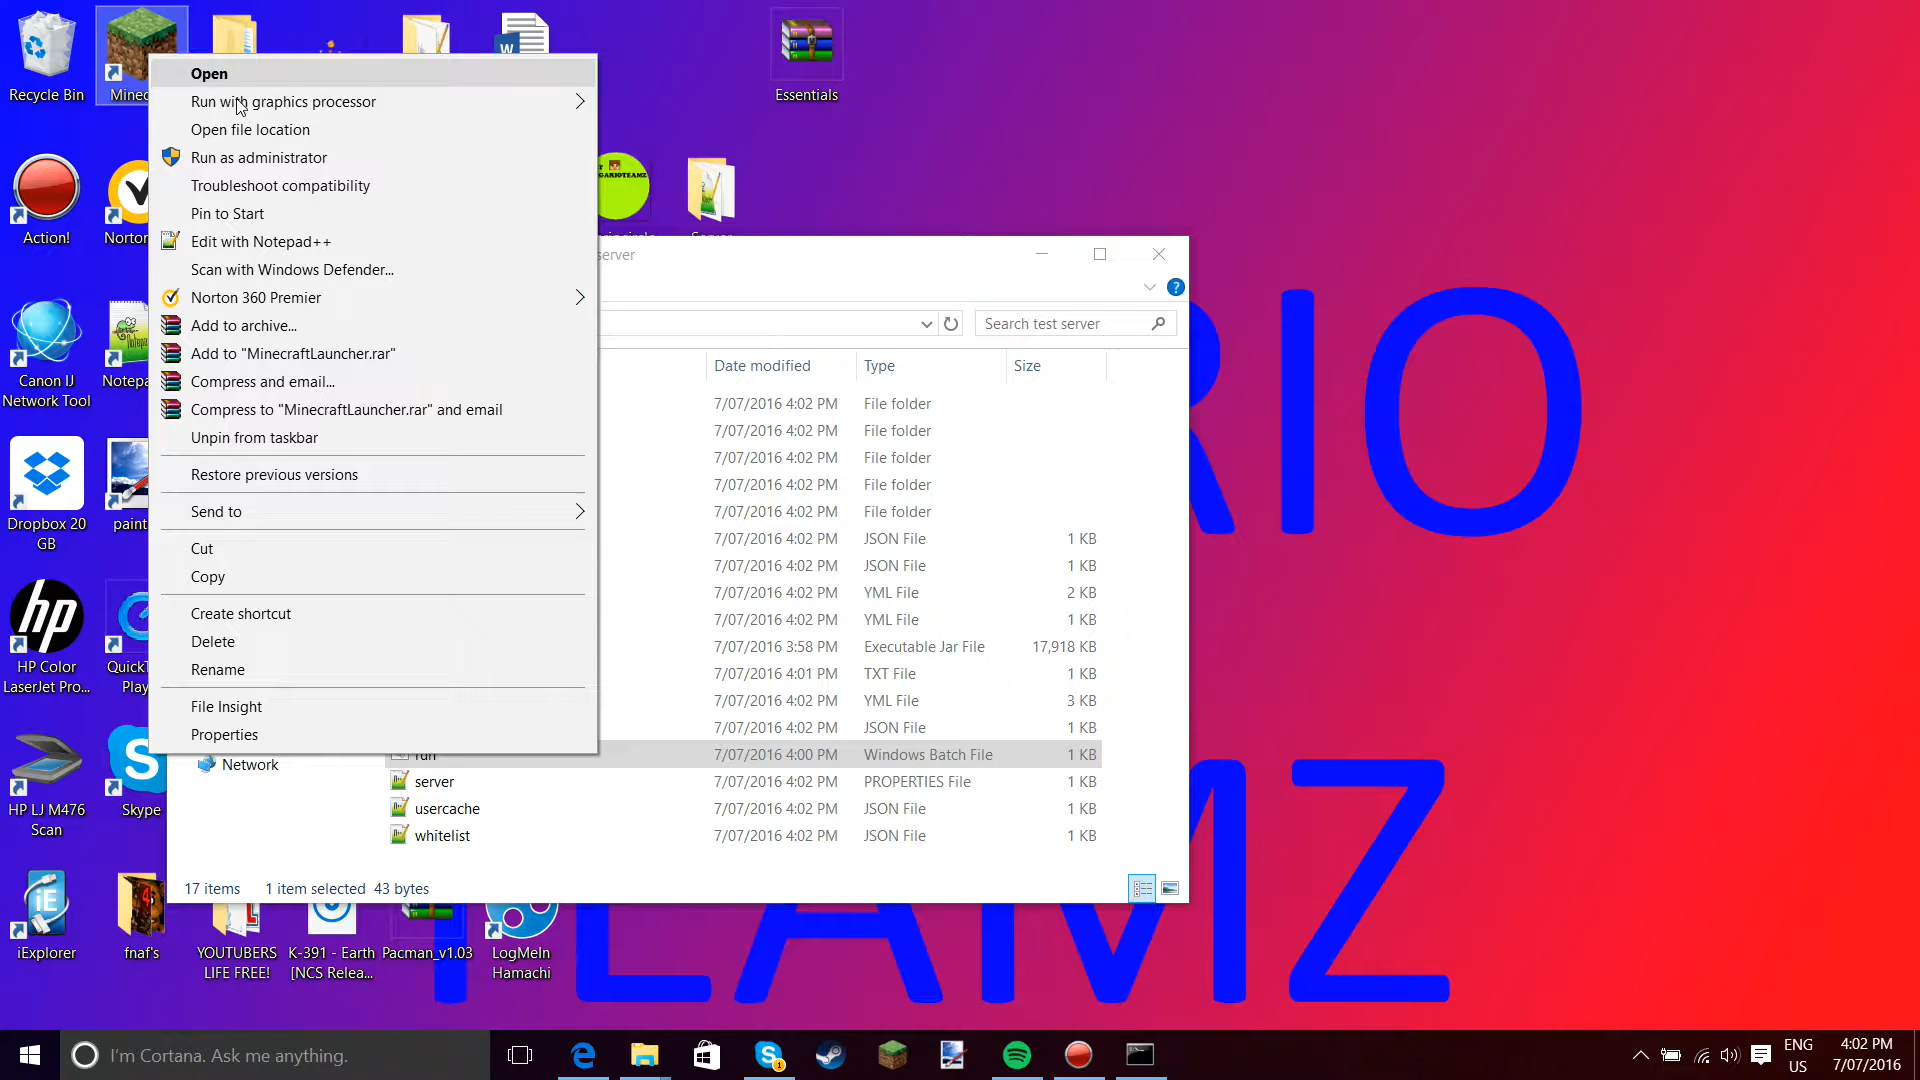 Recycle Bin
Minec
Essentials
Action!
Norton
Canon IJ
Network Tool
Notepa
Dropbox 20
GB
paint
HP Color
LaserJet Pro...
QuickT
Play
HP LJ M476
Scan
Skype
iExplorer
fnaf's
YOUTUBERS
LIFE FREE!
K-391 - Earth
[NCS Relea...
Pacman_v1.03
LogMeIn
Hamachi
Open
Run with graphics processor
Open file location
Run as administrator
Troubleshoot compatibility
Pin to Start
Edit with Notepad++
Scan with Windows Defender...
Norton 360 Premier
Add to archive...
Add to "MinecraftLauncher.rar"
Compress and email...
Compress to "MinecraftLauncher.rar" and email
Unpin from taskbar
Restore previous versions
Send to
Cut
Copy
Create shortcut
Delete
Rename
File Insight
Properties
server
Search test server
Date modified Type Size
7/07/2016 4:02 PM File folder
7/07/2016 4:02 PM File folder
7/07/2016 4:02 PM File folder
7/07/2016 4:02 PM File folder
7/07/2016 4:02 PM File folder
7/07/2016 4:02 PM JSON File 1 KB
7/07/2016 4:02 PM JSON File 1 KB
7/07/2016 4:02 PM YML File 2 KB
7/07/2016 4:02 PM YML File 1 KB
7/07/2016 3:58 PM Executable Jar File 17,918 KB
7/07/2016 4:01 PM TXT File 1 KB
7/07/2016 4:02 PM YML File 3 KB
7/07/2016 4:02 PM JSON File 1 KB
run 7/07/2016 4:00 PM Windows Batch File 1 KB
Network
server 7/07/2016 4:02 PM PROPERTIES File 1 KB
usercache 7/07/2016 4:02 PM JSON File 1 KB
whitelist 7/07/2016 4:02 PM JSON File 1 KB
17 items 1 item selected 43 bytes
RIO
TEAMZ
I'm Cortana. Ask me anything.
ENG
US
4:02 PM
7/07/2016